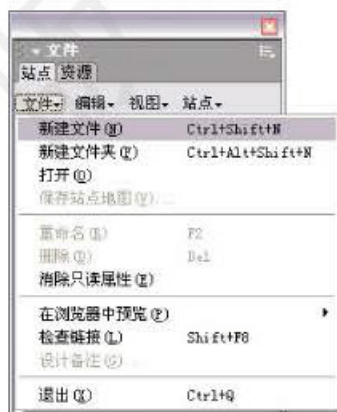 文件
站点 资源
文件 编辑 视图 站点
新建文件(N) Ctrl+Shift+N
新建文件夹(F) Ctrl+Alt+Shift+N
打开(O)
保存站点地图(V)...
重命名(R) F2
删除(D) Del
消除只读属性(E)
在浏览器中预览(P)
检查链接(L) Shift+F8
设计备注(G)...
退出(X) Ctrl+Q